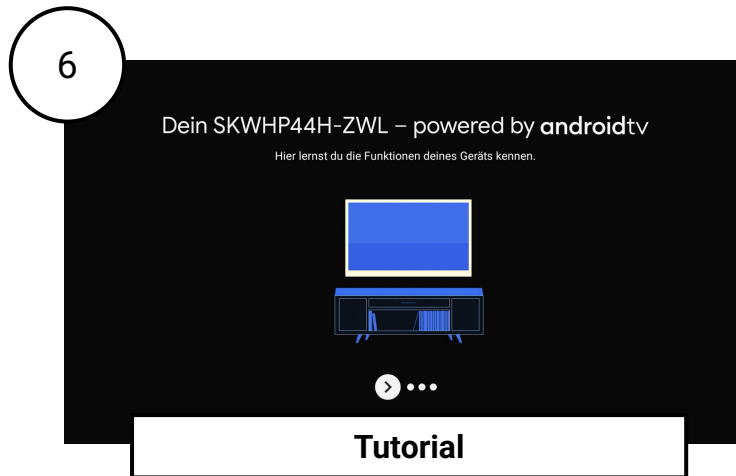 6
Dein SKWHP44H-ZWL – powered by androidtv
Hier lernst du die Funktionen deines Geräts kennen.
Tutorial